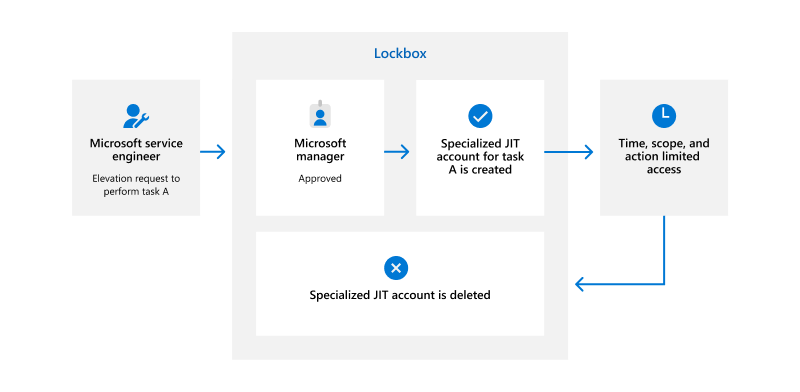 Lockbox
Microsoft service
engineer
Elevation request to
perform task A
Microsoft
manager
Approved
Specialized JIT
account for task
A is created
Time, scope, and
action limited
access
Specialized JIT account is deleted